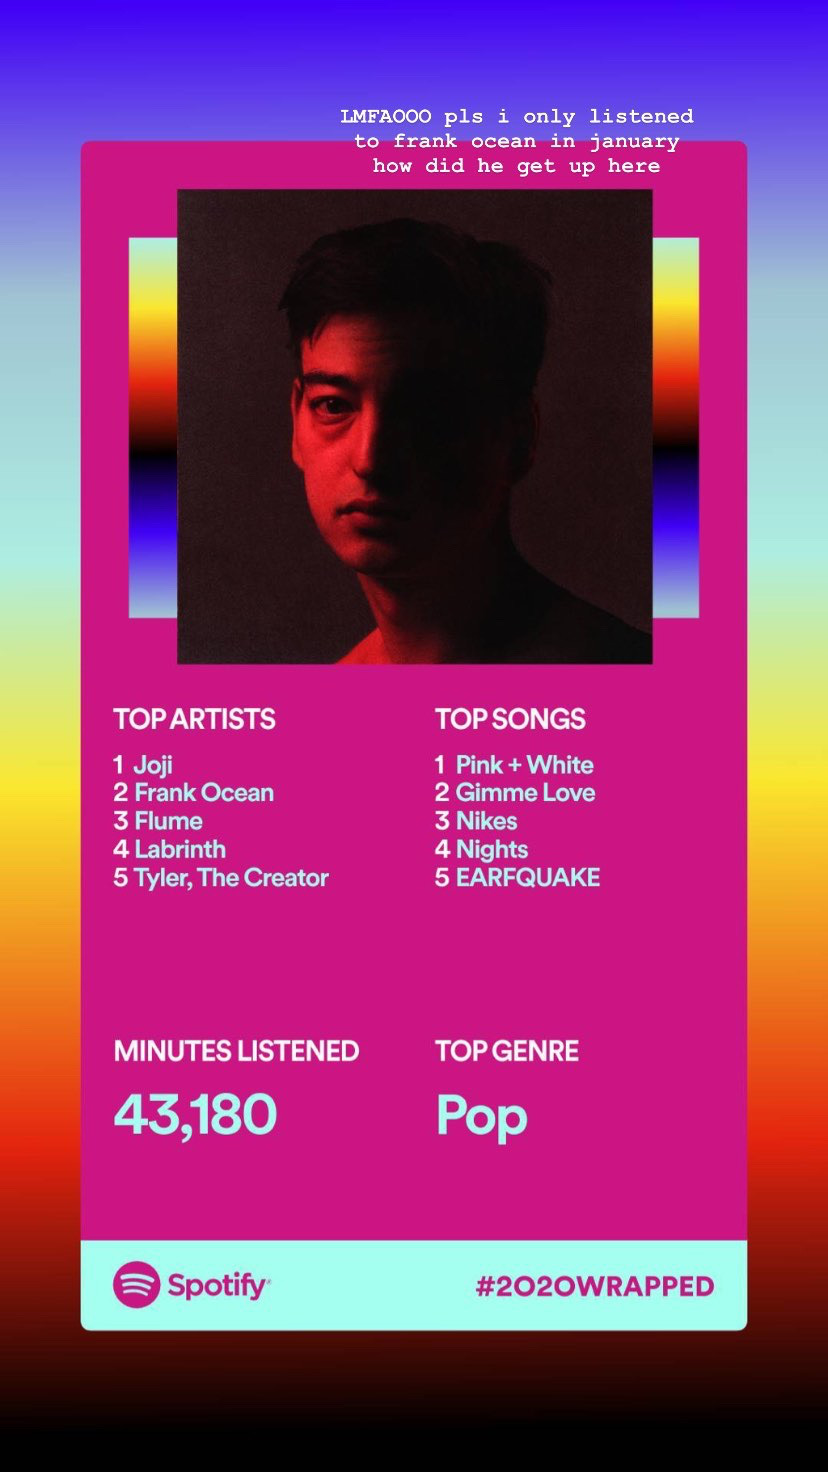 LMFAOOO pls i only listened
to frank ocean in january
how did he get up here
TOP ARTISTS
1 Joji
2 Frank Ocean
3 Flume
4 Labrinth
5 Tyler, The Creator
TOP SONGS
1 Pink + White
2 Gimme Love
3 Nikes
4 Nights
5 EARFQUAKE
MINUTES LISTENED
43,180
TOP GENRE
Pop
Spotify®
#2020WRAPPED